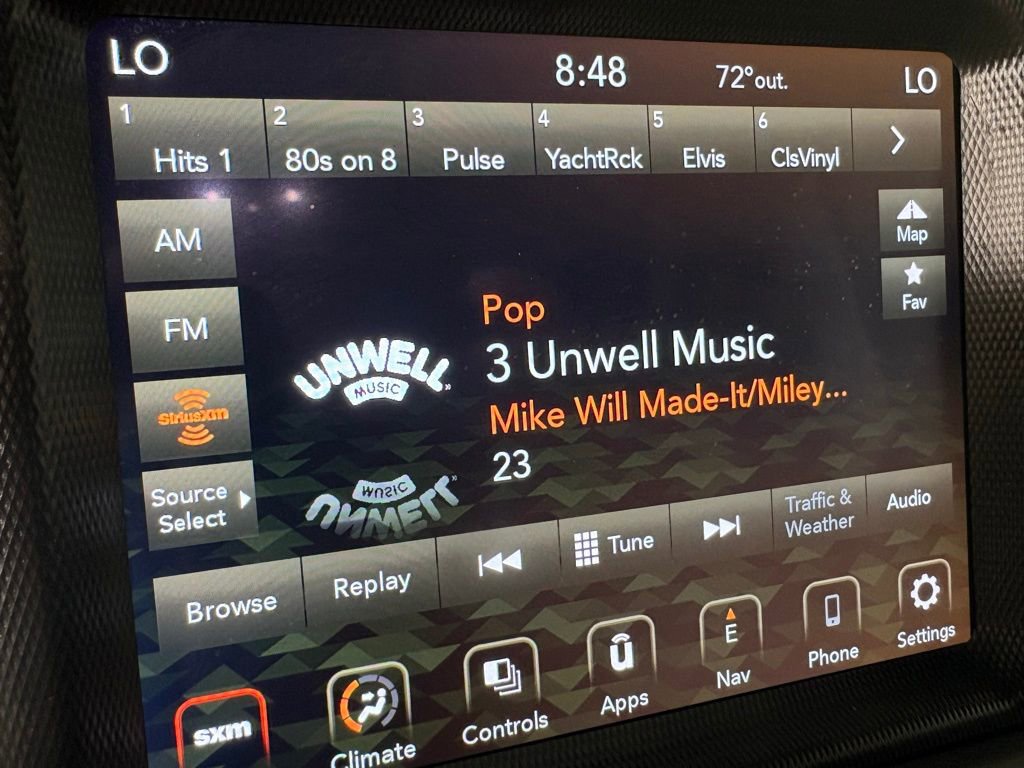 LO
8:48
72° out.
LO
1
Hits 1
2
80s on 8
3
Pulse
4
YachtRck
5
Elvis
6
ClsVinyl
AM
Map
FM
Fav
Pop
3 Unwell Music
Mike Will Made-It/Miley...
23
UNWELL
MUSIC
SiriusXM
Source
Select
MUSIC
UNWELL
Browse
Replay
Tune
Traffic &
Weather
Audio
sxm
Climate
Controls
u
Apps
E
Nav
Phone
Settings